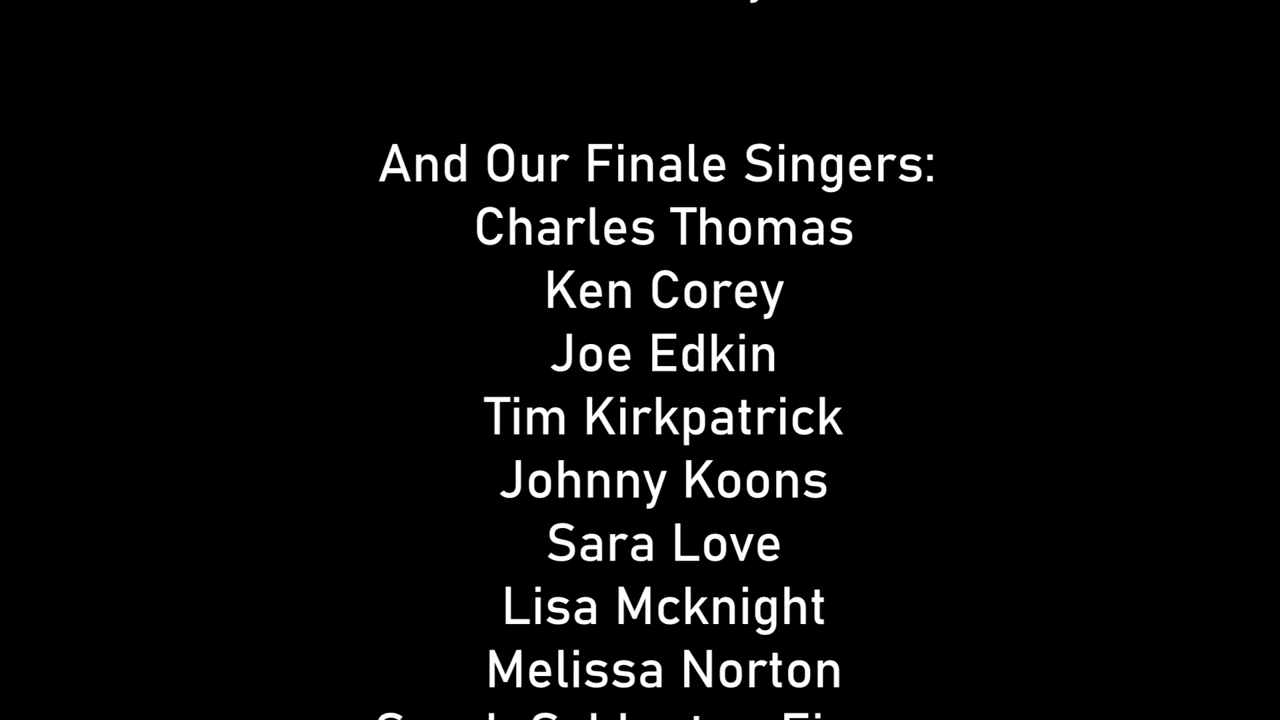 And Our Finale Singers:
Charles Thomas
Ken Corey
Joe Edkin
Tim Kirkpatrick
Johnny Koons
Sara Love
Lisa Mcknight
Melissa Norton